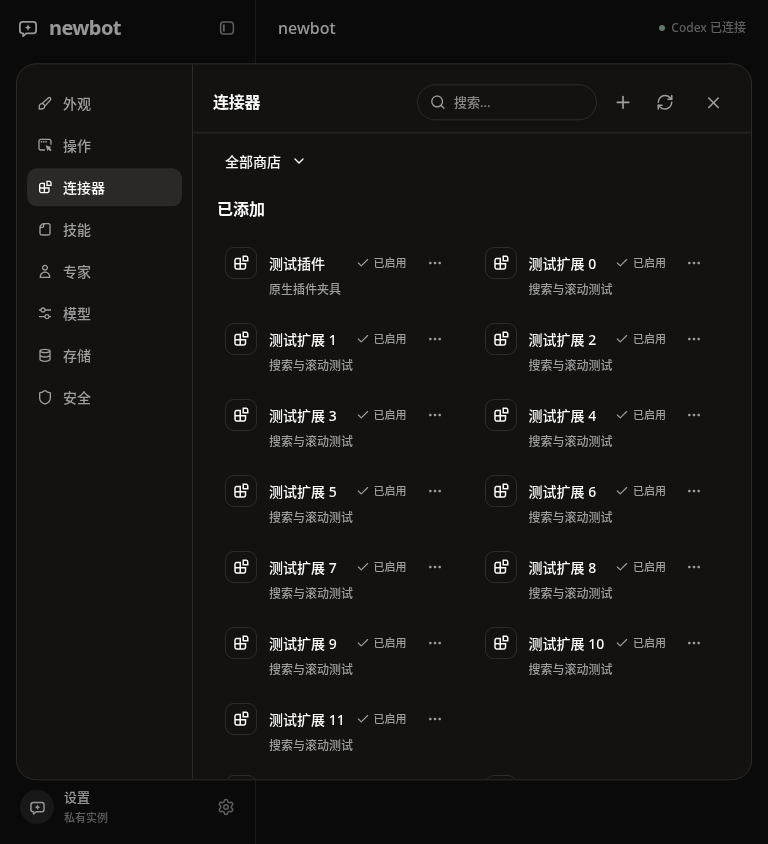 newbot
newbot
Codex 已连接
外观
操作
连接器
技能
专家
模型
存储
安全
连接器
搜索...
全部商店
已添加
测试插件 已启用
原生插件夹具
测试扩展 0 已启用
搜索与滚动测试
测试扩展 1 已启用
搜索与滚动测试
测试扩展 2 已启用
搜索与滚动测试
测试扩展 3 已启用
搜索与滚动测试
测试扩展 4 已启用
搜索与滚动测试
测试扩展 5 已启用
搜索与滚动测试
测试扩展 6 已启用
搜索与滚动测试
测试扩展 7 已启用
搜索与滚动测试
测试扩展 8 已启用
搜索与滚动测试
测试扩展 9 已启用
搜索与滚动测试
测试扩展 10 已启用
搜索与滚动测试
测试扩展 11 已启用
搜索与滚动测试
设置
私有实例